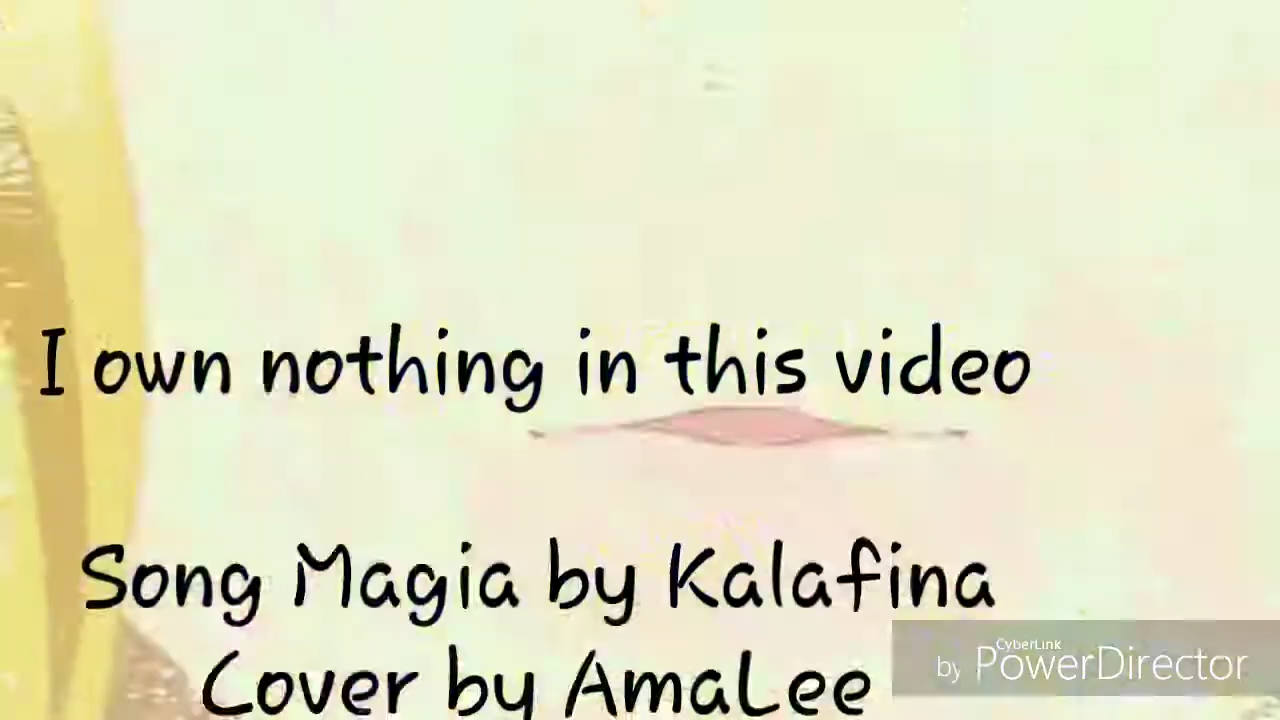 I own nothing in this video
Song Magia by Kalafina
Cover by AmaLee
CyberLink
by PowerDirector